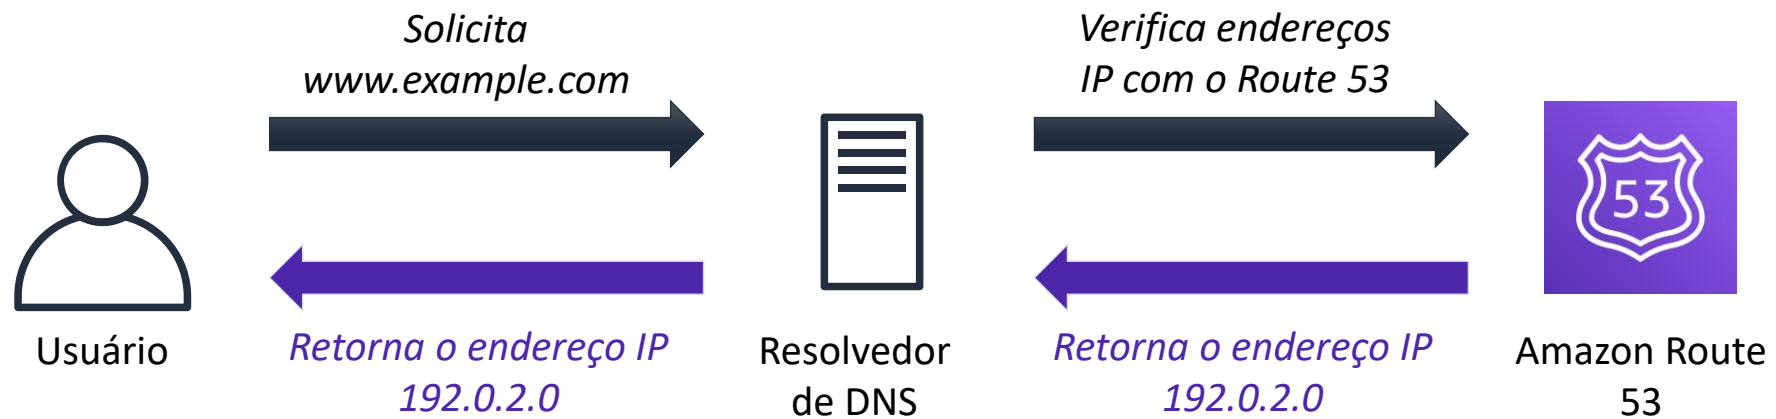 Solicita
www.example.com
Verifica endereços
IP com o Route 53
53
Usuário
Retorna o endereço IP
192.0.2.0
Resolvedor
de DNS
Retorna o endereço IP
192.0.2.0
Amazon Route
53